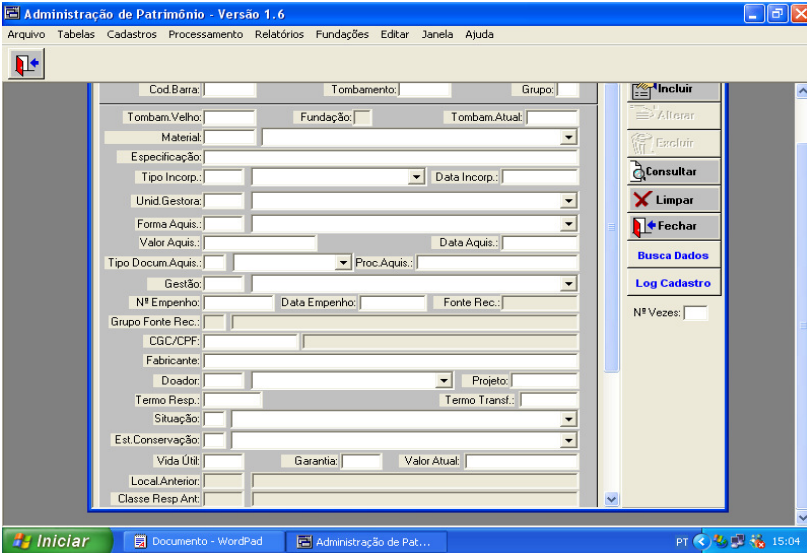 Administração de Patrimônio - Versão 1.6
Arquivo Tabelas Cadastros Processamento Relatórios Fundações Editar Janela Ajuda
Cod.Barra: Tombamento: Grupo: Incluir
Tombam.Velho: Fundação: Tombam.Atual: Alterar
Material: Excluir
Especificação:
Tipo Incorp.: Data Incorp.: Consultar
Unid.Gestora: Limpar
Forma Aquis.: Fechar
Valor Aquis.: Data Aquis.:
Tipo Docum.Aquis.: Proc.Aquis.: Busca Dados
Gestão: Log Cadastro
Nº Empenho: Data Empenho: Fonte Rec.: Nº Vezes:
Grupo Fonte Rec.:
CGC/CPF:
Fabricante:
Doador: Projeto:
Termo Resp.: Termo Transf.:
Situação:
Est.Conservação:
Vida Útil: Garantia: Valor Atual:
Local.Anterior:
Classe Resp Ant:
Iniciar Documento - WordPad Administração de Pat... PT 15:04